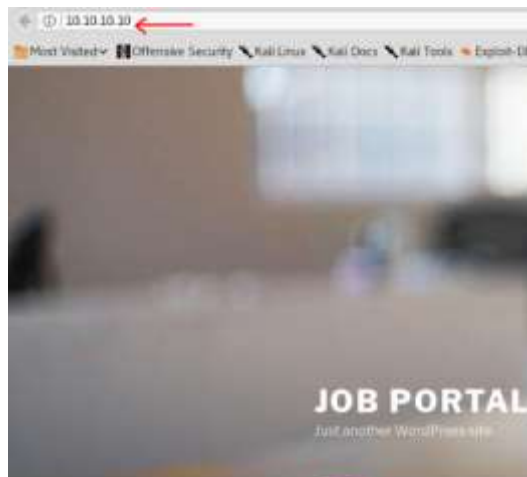 10.10.10.10
Most Visited Offensive Security Kali Linux Kali Docs Kali Tools Exploit-D
JOB PORTAL
Just another WordPress site